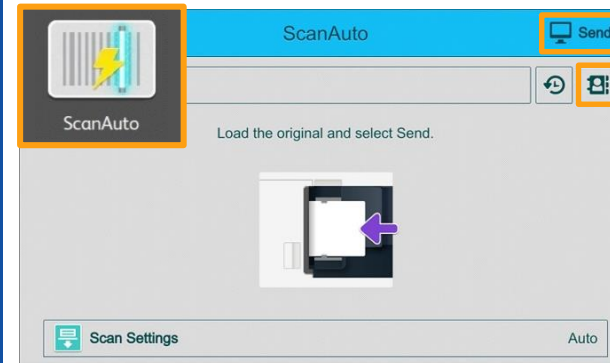 ScanAuto
Send
ScanAuto
Load the original and select Send.
Scan Settings
Auto